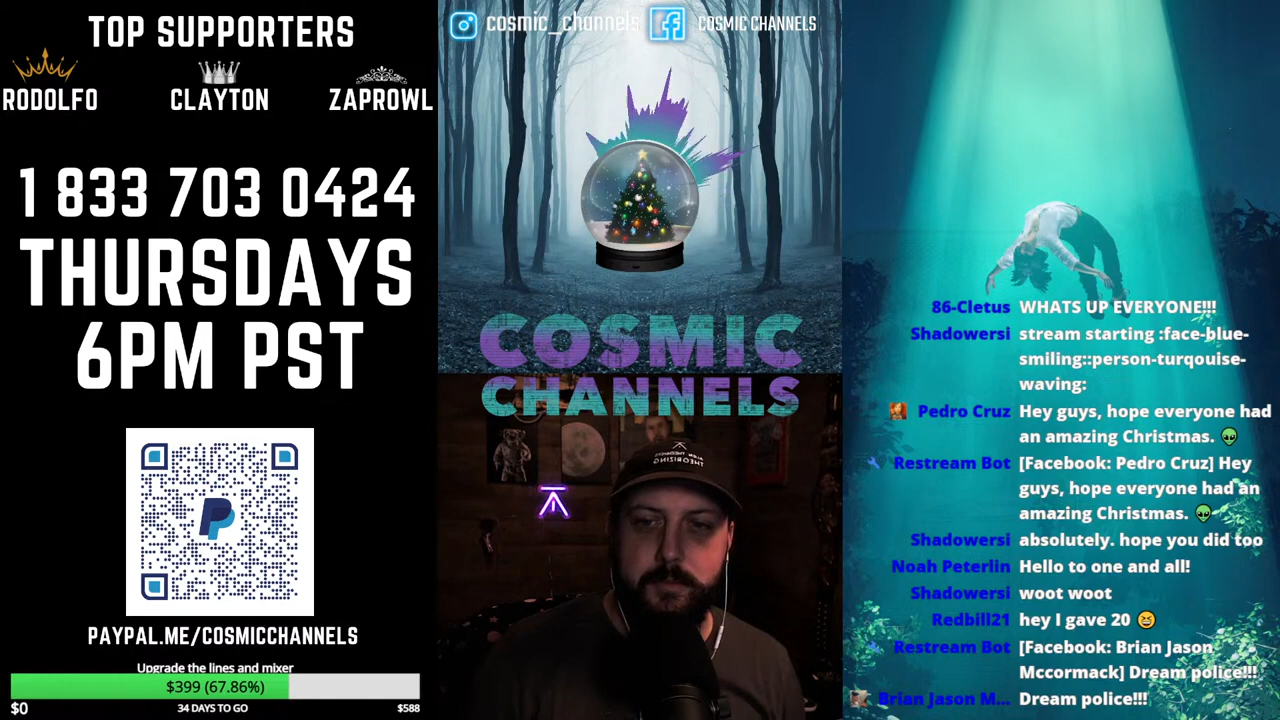 TOP SUPPORTERS
RODOLFO
CLAYTON
ZAPROWL
1 833 703 0424
THURSDAYS
6PM PST
PAYPAL.ME/COSMICCHANNELS
Upgrade the lines and mixer
$399 (67.86%)
$0
34 DAYS TO GO
$588
cosmic_channels
COSMIC CHANNELS
COSMIC
CHANNELS
THEORIZING
86-Cletus WHATS UP EVERYONE!!!
Shadowersi stream starting :face-blue-
smiling::person-turqouise-
waving:
Pedro Cruz Hey guys, hope everyone had
an amazing Christmas. 👽
Restream Bot [Facebook: Pedro Cruz] Hey
guys, hope everyone had an
amazing Christmas. 👽
Shadowersi absolutely. hope you did too
Noah Peterlin Hello to one and all!
Shadowersi woot woot
Redbill21 hey I gave 20 😆
Restream Bot [Facebook: Brian Jason
Mccormack] Dream police!!!
Brian Jason M... Dream police!!!